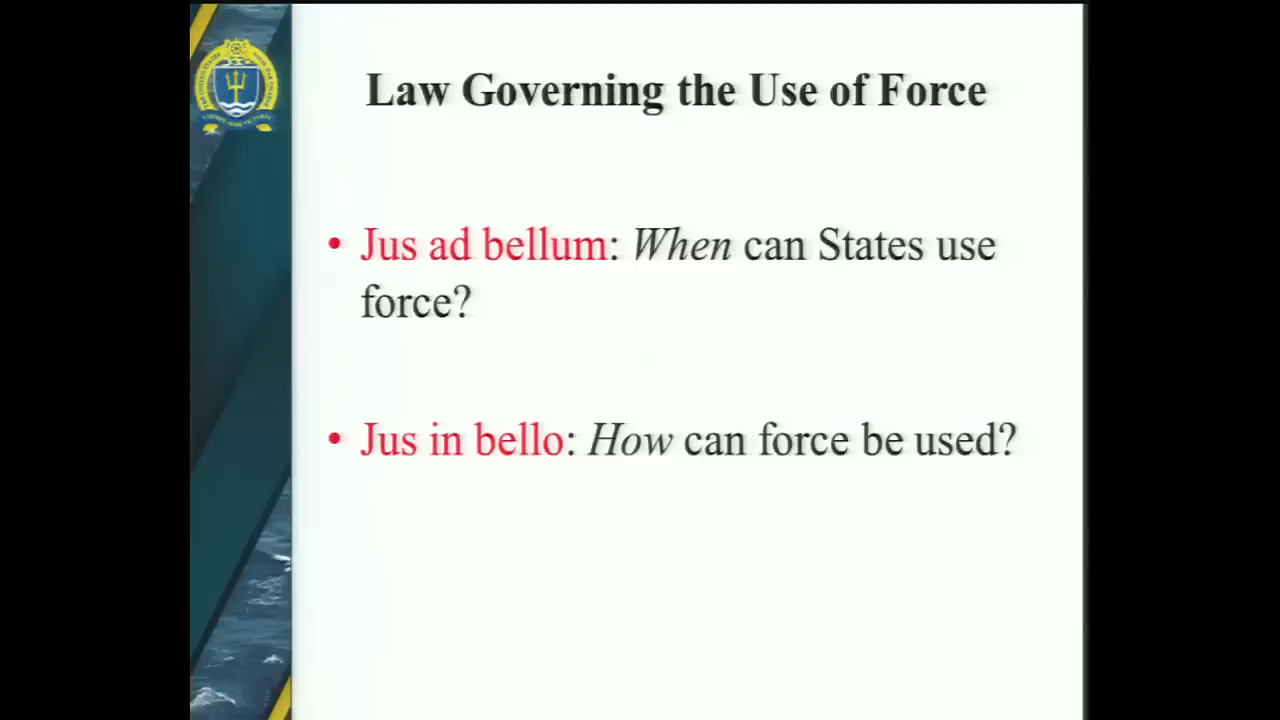 Law Governing the Use of Force
• Jus ad bellum: When can States use
force?
• Jus in bello: How can force be used?